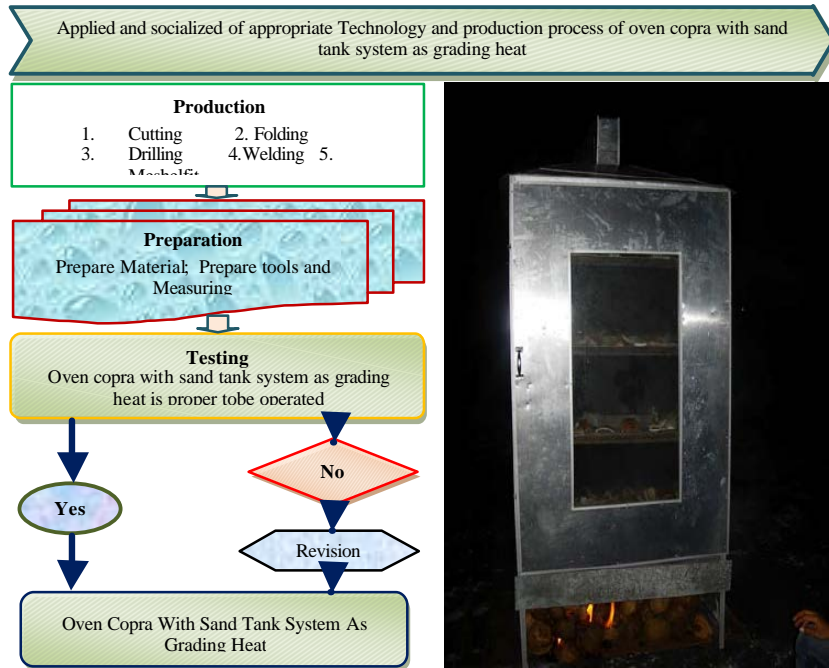 Applied and socialized of appropriate Technology and production process of oven copra with sand
tank system as grading heat
Production
1. Cutting 2. Folding
3. Drilling 4.Welding 5.
Preparation
Prepare Material; Prepare tools and
Measuring
Testing
Oven copra with sand tank system as grading
heat is proper tobe operated
No
Yes
Revision
Oven Copra With Sand Tank System As
Grading Heat